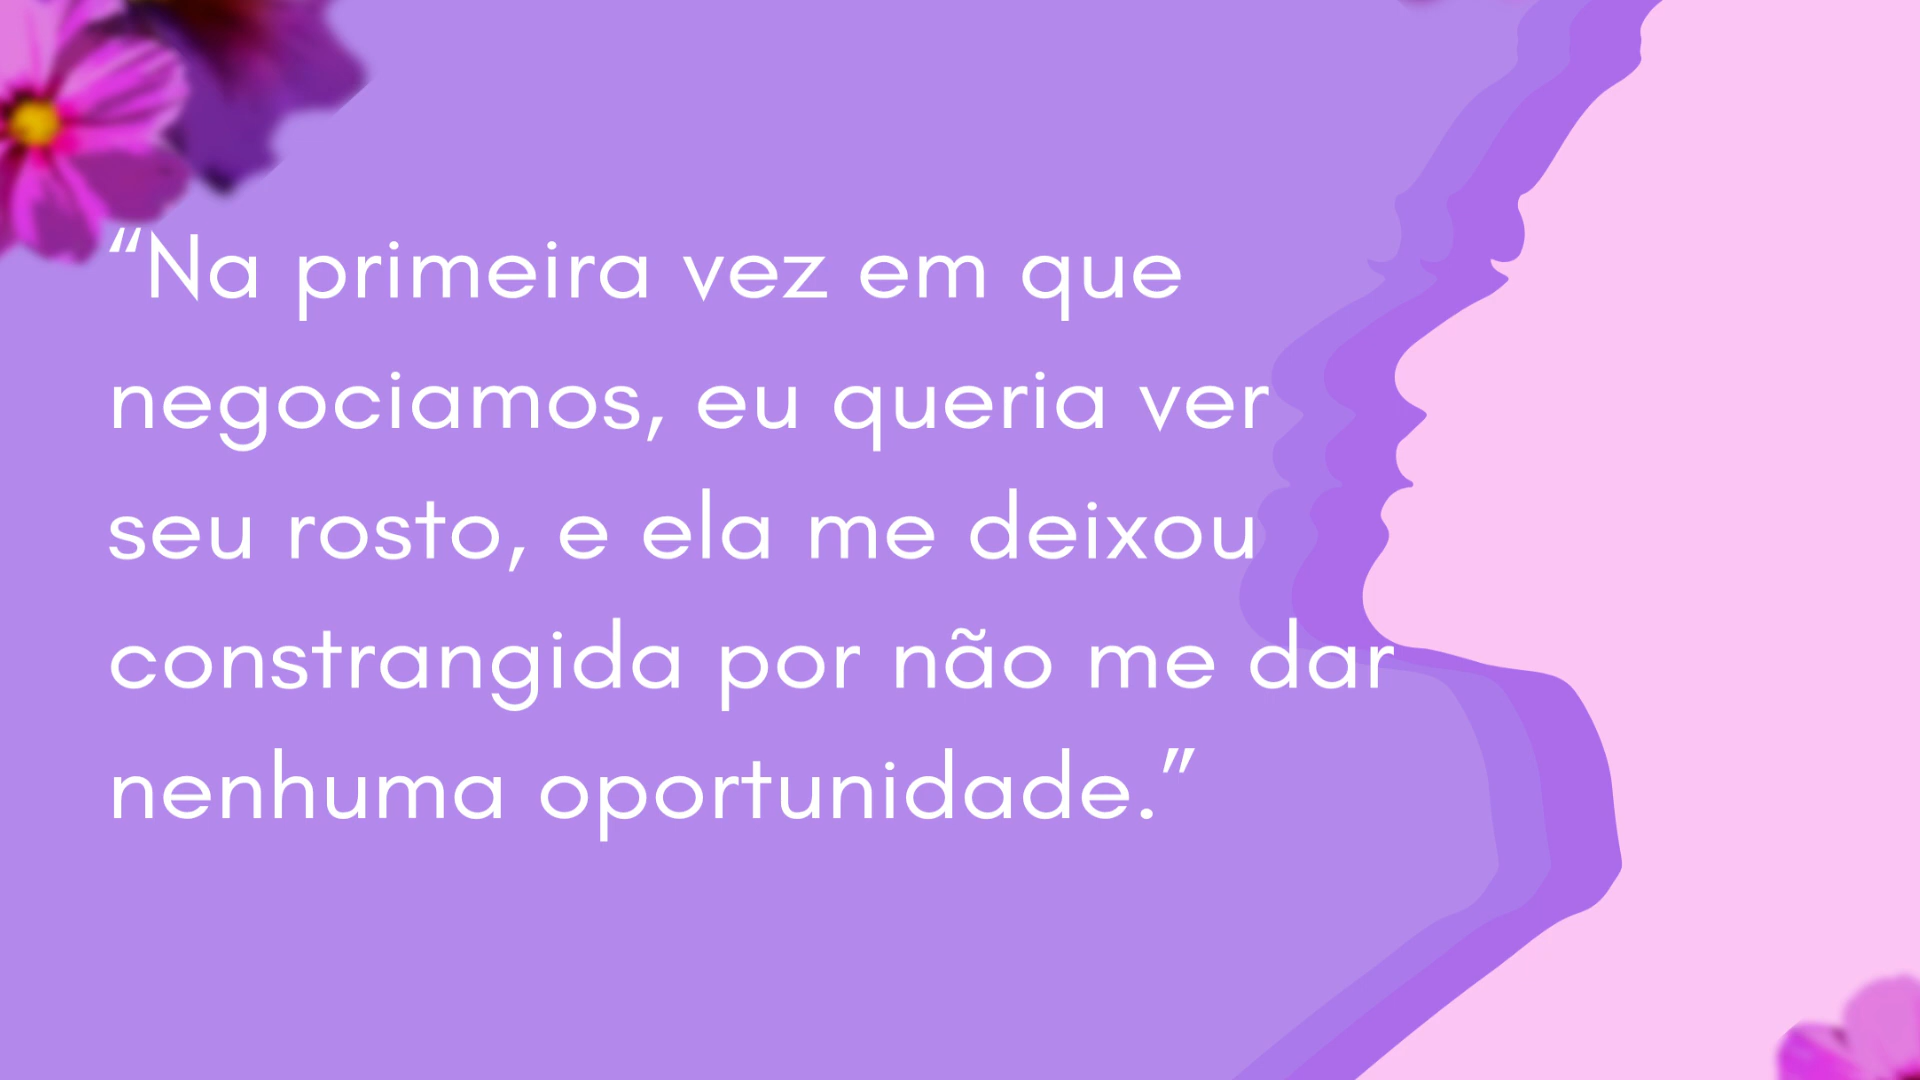 “Na primeira vez em que
negociamos, eu queria ver
seu rosto, e ela me deixou
constrangida por não me dar
nenhuma oportunidade.”